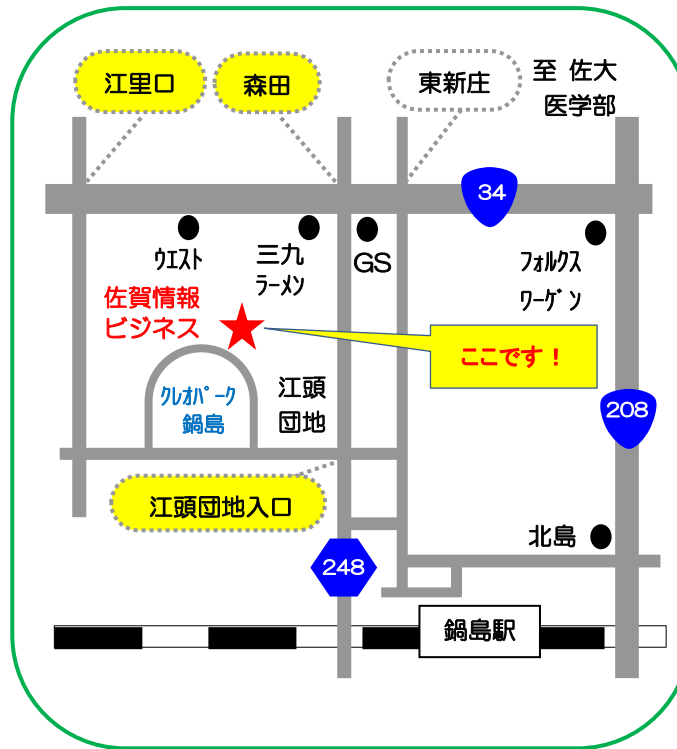 江里口
森田
東新庄
至 佐大
医学部
34
ウエスト
三九
ラーメン
GS
フォルクス
ワーゲン
佐賀情報
ビジネス
ここです！
クレオパーク
鍋島
江頭
団地
208
江頭団地入口
北島
248
鍋島駅